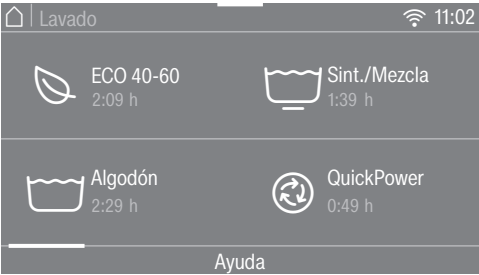 Lavado
11:02
ECO 40-60
2:09 h
Sint./Mezcla
1:39 h
Algodón
2:29 h
QuickPower
0:49 h
Ayuda